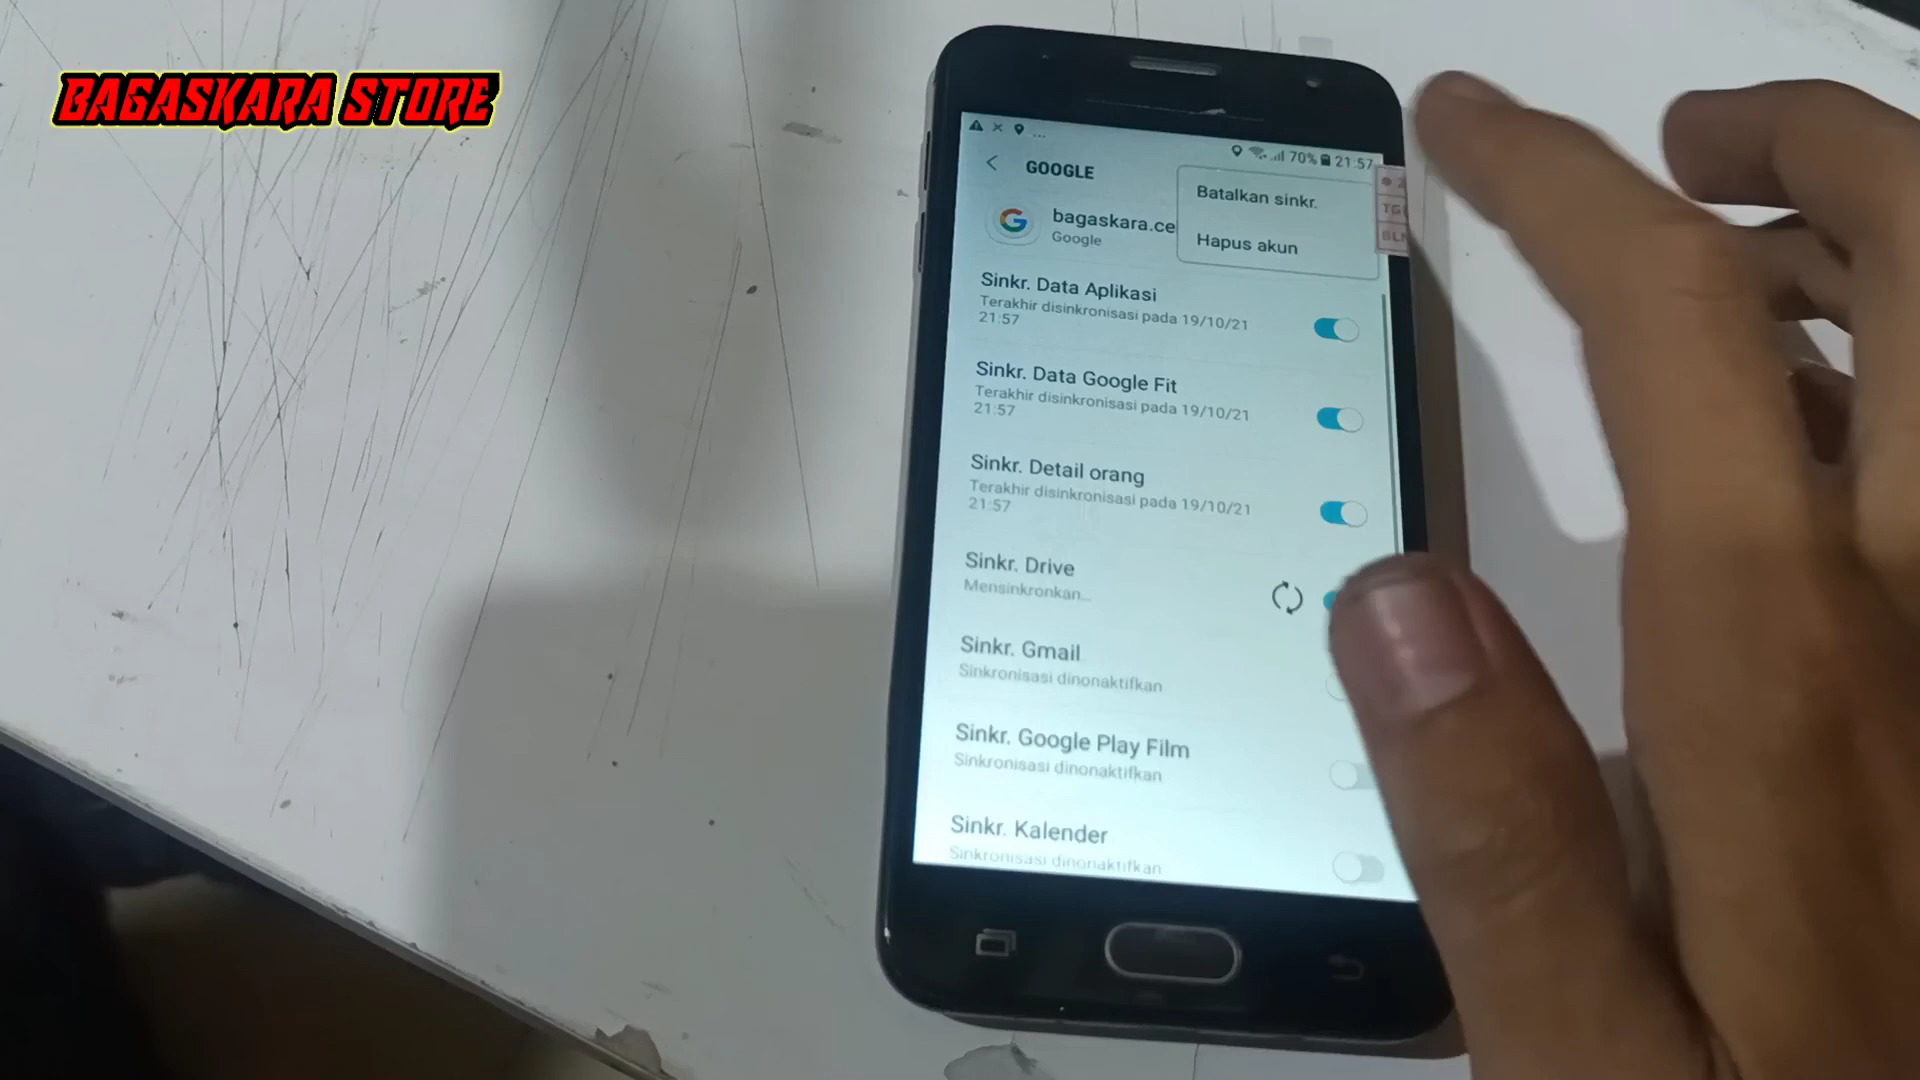 BAGASKARA STORE
70% 21:57
GOOGLE
Batalkan sinkr.
Hapus akun
bagaskara.ce
Google
Sinkr. Data Aplikasi
Terakhir disinkronisasi pada 19/10/21
21:57
Sinkr. Data Google Fit
Terakhir disinkronisasi pada 19/10/21
21:57
Sinkr. Detail orang
Terakhir disinkronisasi pada 19/10/21
21:57
Sinkr. Drive
Mensinkronkan...
Sinkr. Gmail
Sinkronisasi dinonaktifkan
Sinkr. Google Play Film
Sinkronisasi dinonaktifkan
Sinkr. Kalender
Sinkronisasi dinonaktifkan